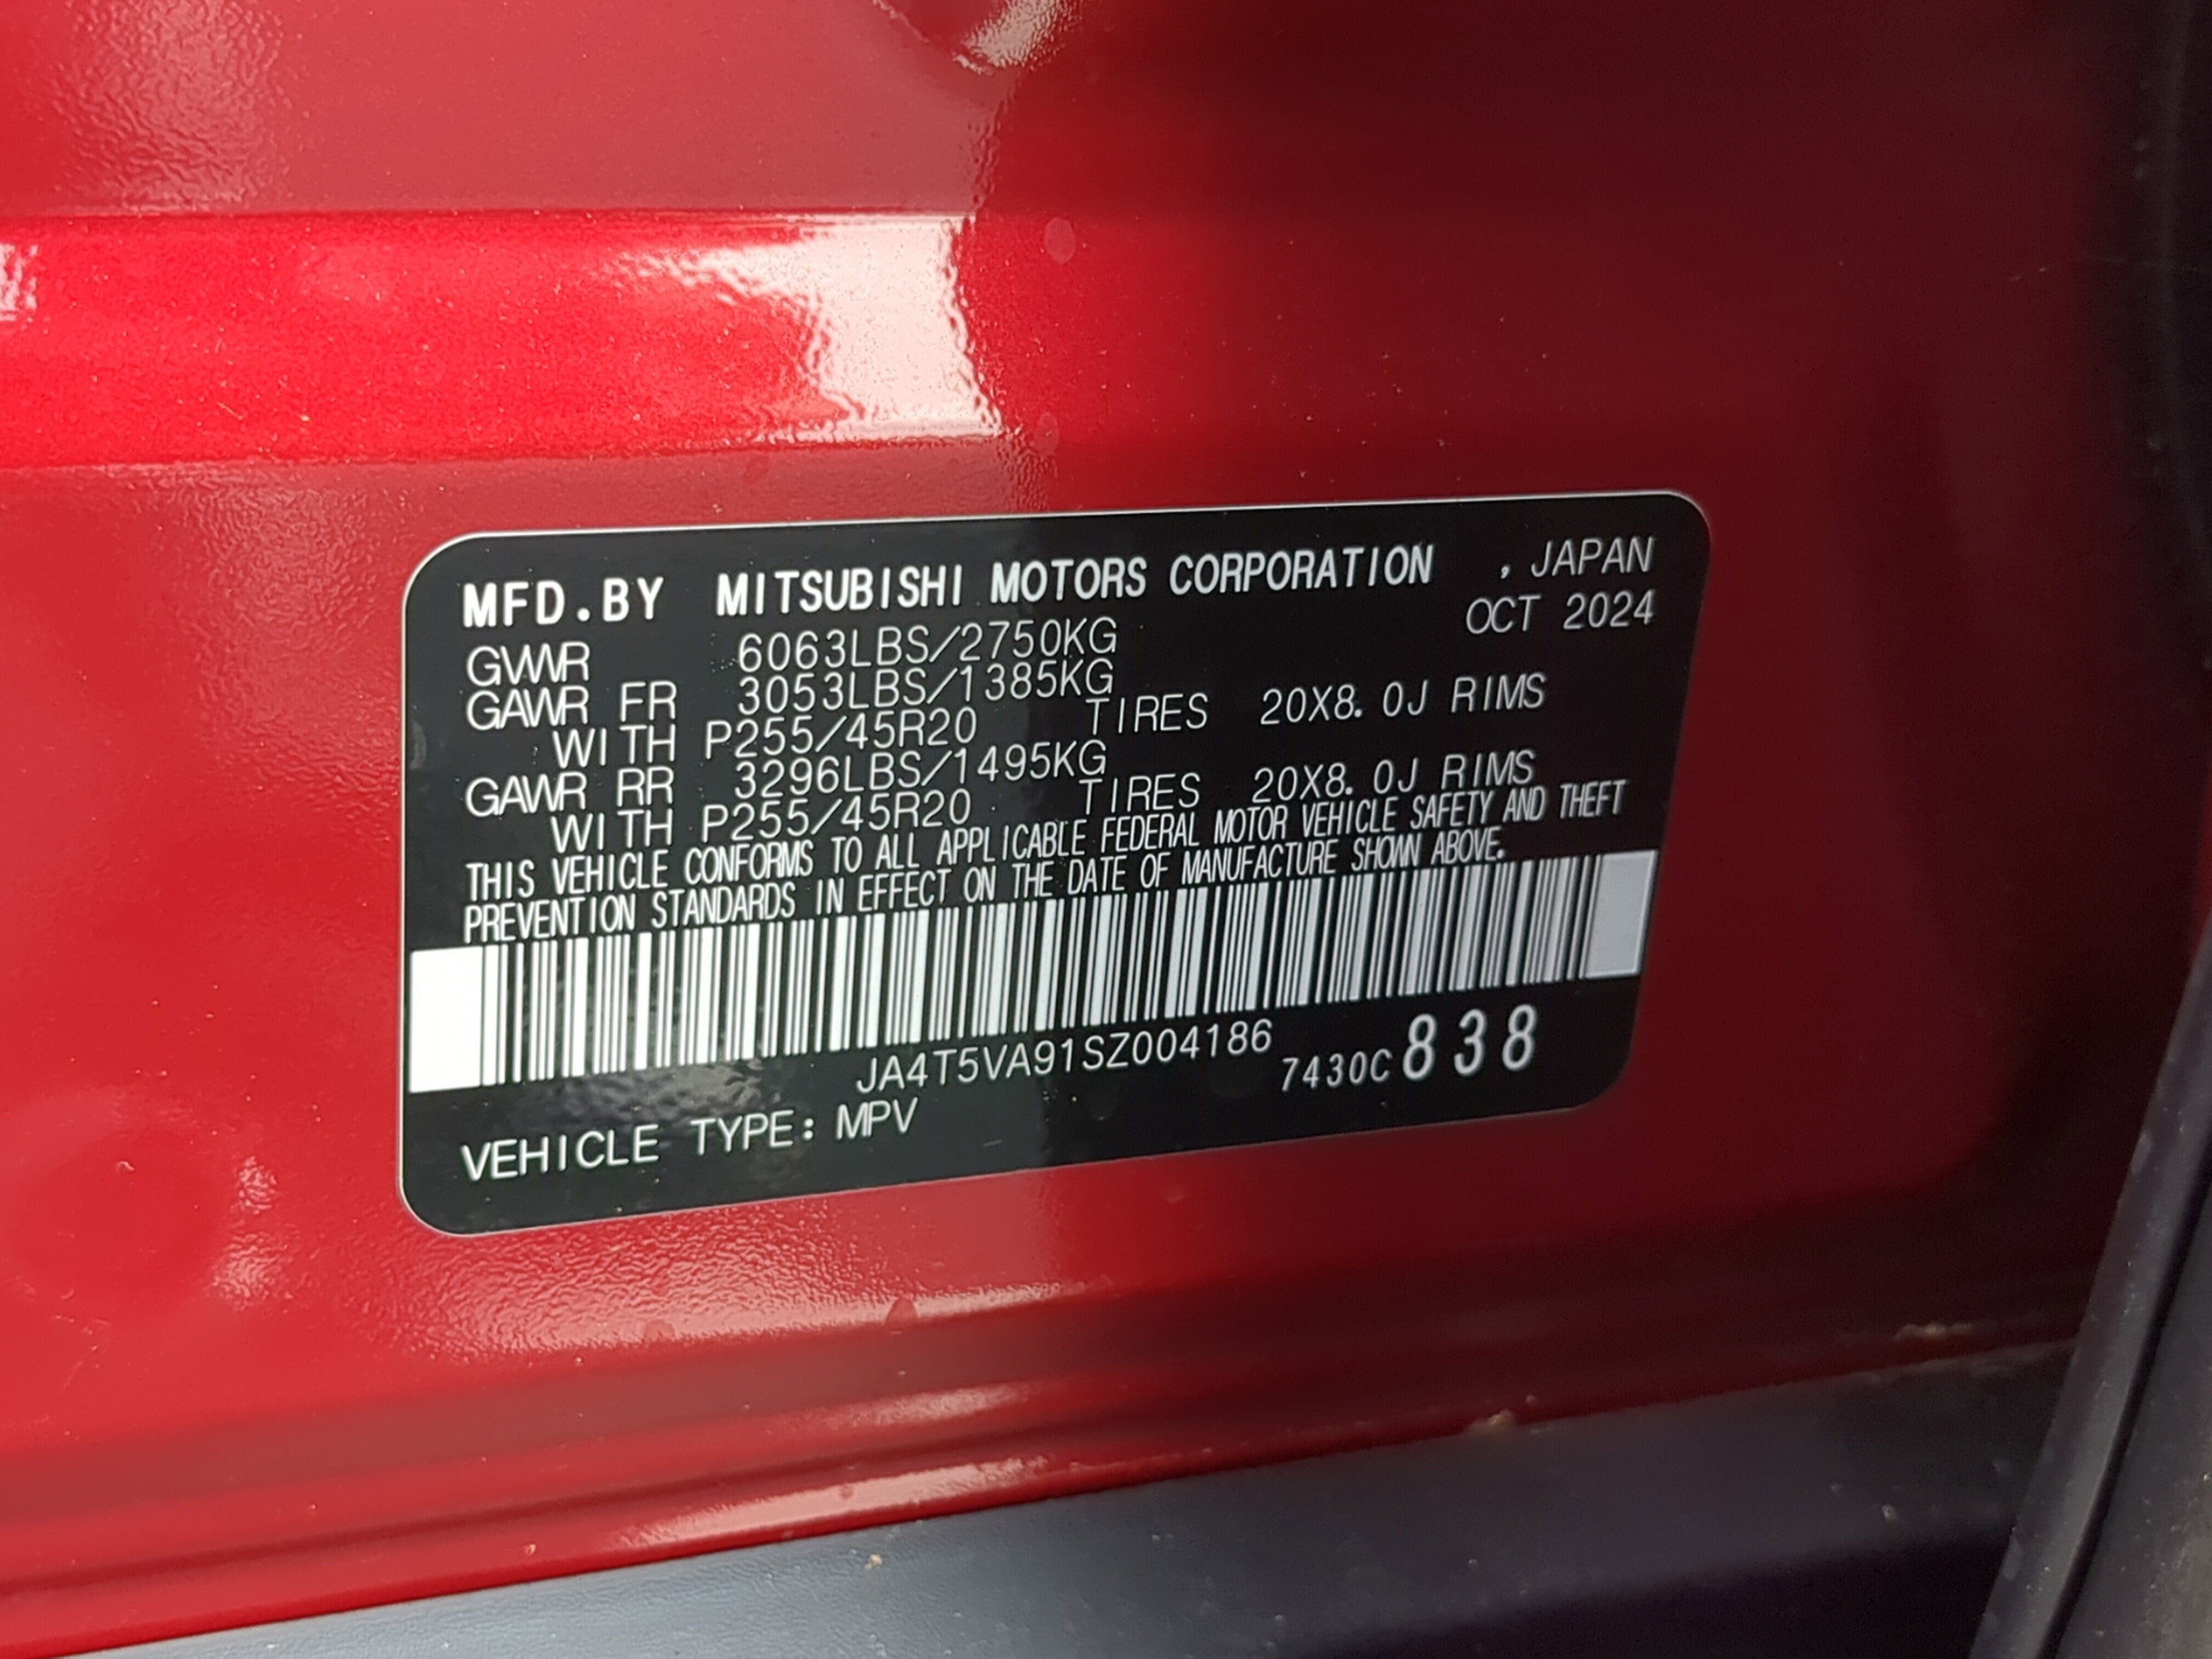 MFD.BY MITSUBISHI MOTORS CORPORATION , JAPAN
OCT 2024
GVWR 6063LBS/2750KG
GAWR FR 3053LBS/1385KG
WITH P255/45R20 TIRES 20X8.0J RIMS
GAWR RR 3296LBS/1495KG
WITH P255/45R20 TIRES 20X8.0J RIMS
THIS VEHICLE CONFORMS TO ALL APPLICABLE FEDERAL MOTOR VEHICLE SAFETY AND THEFT
PREVENTION STANDARDS IN EFFECT ON THE DATE OF MANUFACTURE SHOWN ABOVE.
JA4T5VA91SZ004186
7430C 838
VEHICLE TYPE: MPV